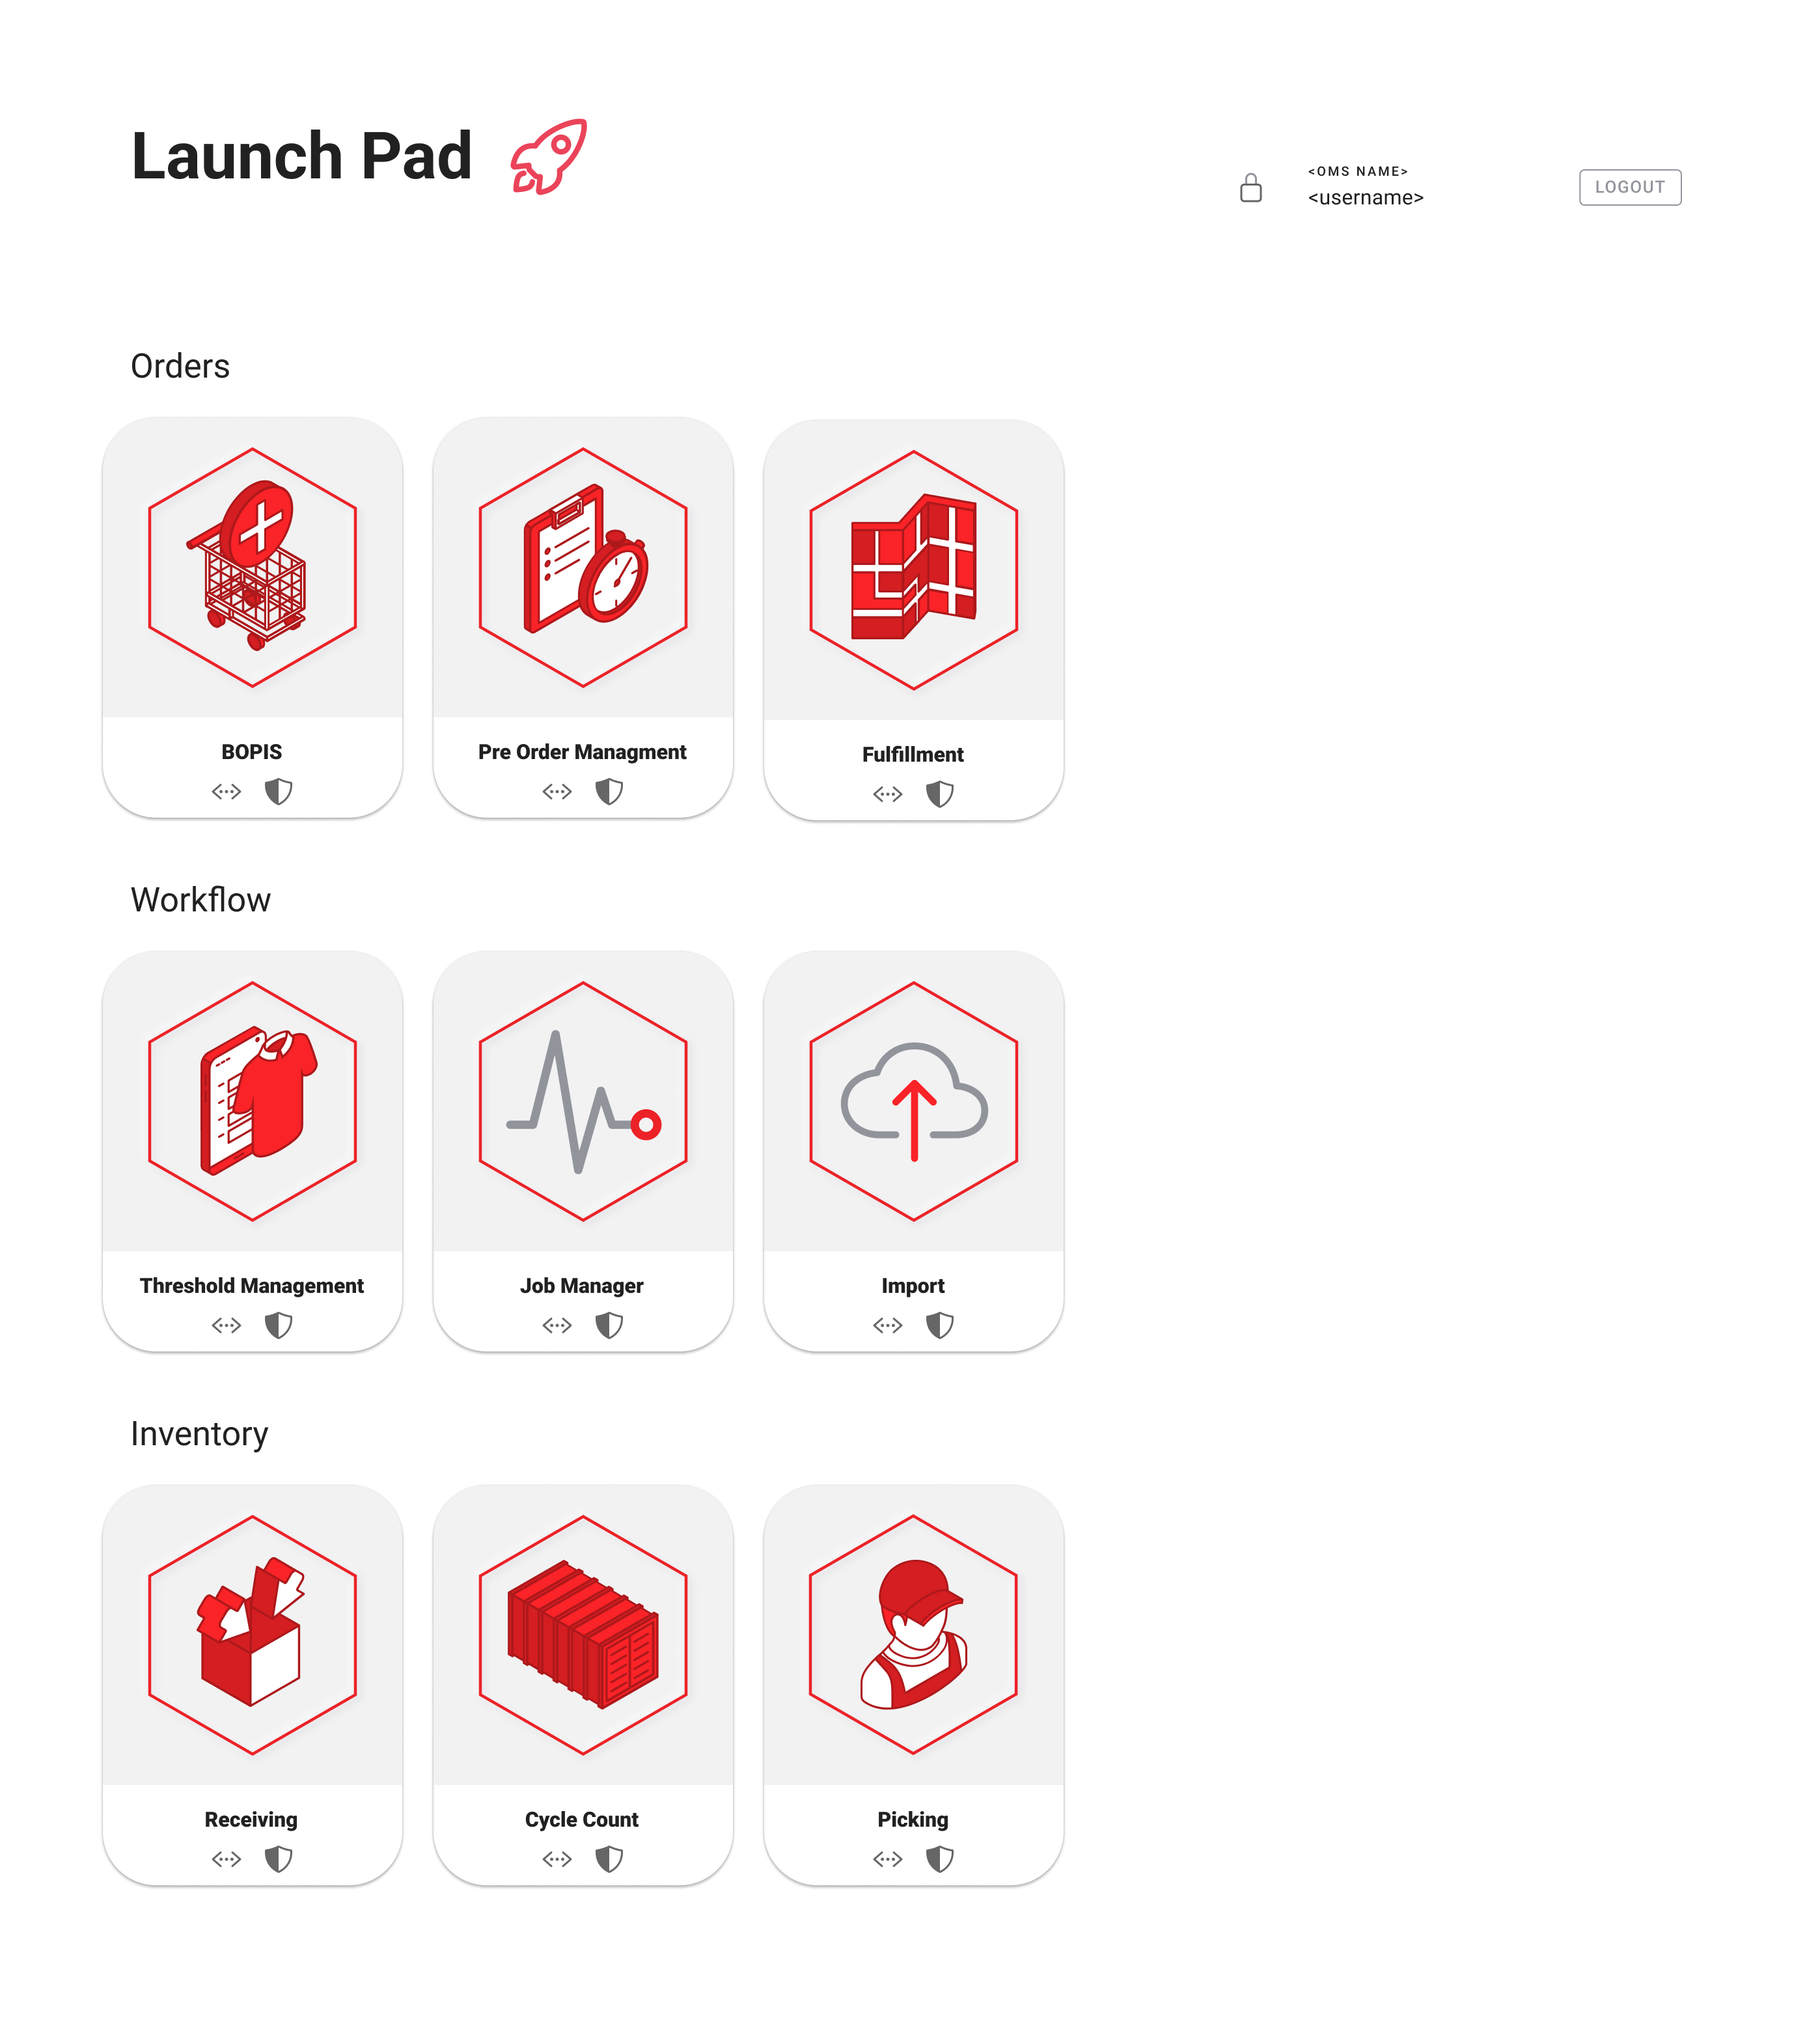 Launch Pad
<OMS NAME>
<username>
LOGOUT
Orders
BOPIS
Pre Order Managment
Fulfillment
Workflow
Threshold Management
Job Manager
Import
Inventory
Receiving
Cycle Count
Picking